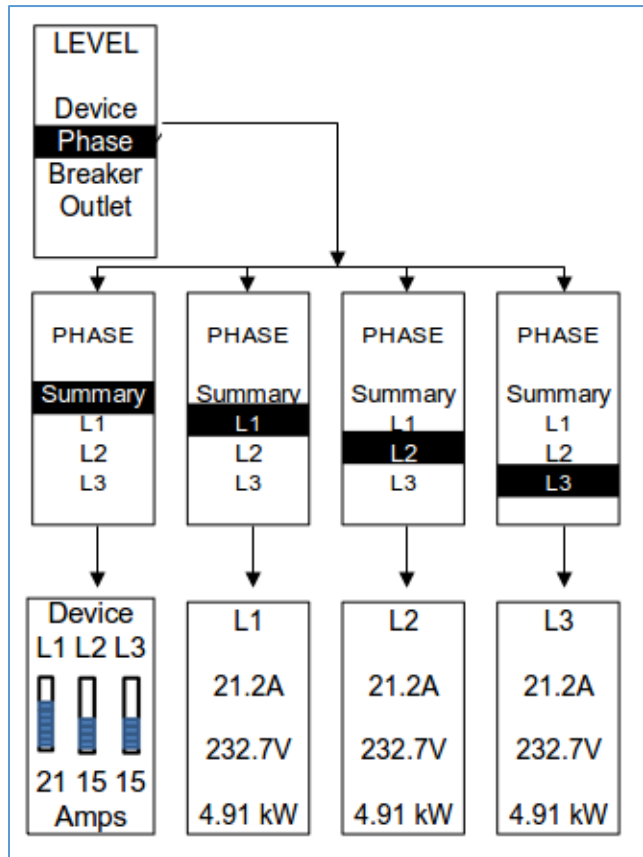 LEVEL
Device
Phase
Breaker
Outlet
PHASE
Summary
L1
L2
L3
PHASE
Summary
L1
L2
L3
PHASE
Summary
L1
L2
L3
PHASE
Summary
L1
L2
L3
Device
L1 L2 L3
21 15 15
Amps
L1
21.2A
232.7V
4.91 kW
L2
21.2A
232.7V
4.91 kW
L3
21.2A
232.7V
4.91 kW